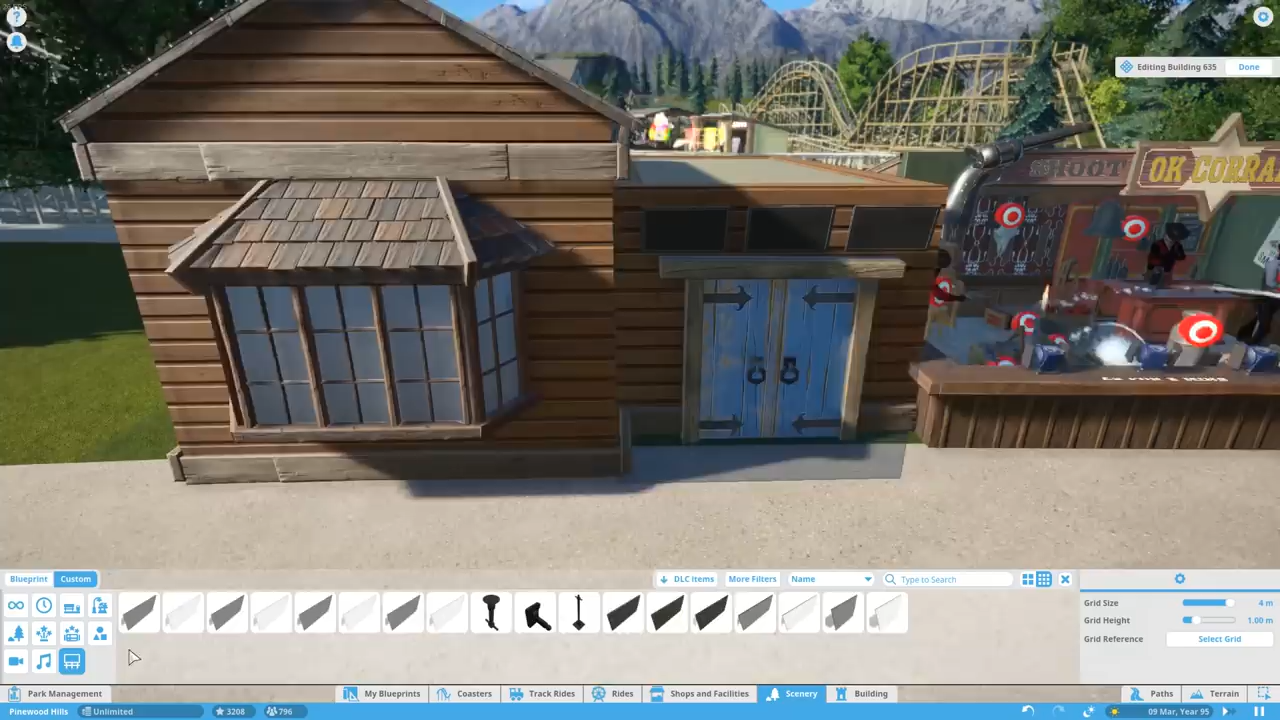 Editing Building 635 Done
SHOOT
OK CORRAL
Blueprint Custom DLC Items More Filters Name Type to Search
Grid Size 4 m
Grid Height 1.00 m
Grid Reference Select Grid
Park Management My Blueprints Coasters Track Rides Rides Shops and Facilities Scenery Building Paths Terrain
Pinewood Hills Unlimited 3208 796 09 Mar, Year 95